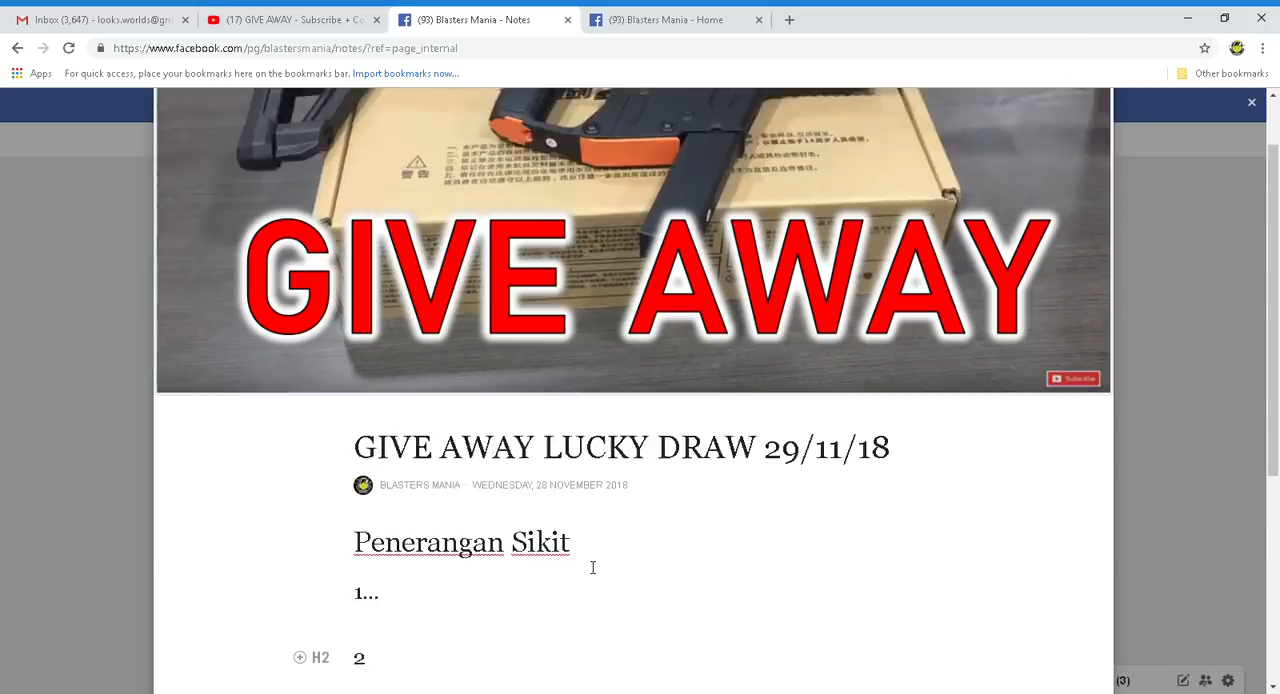 Inbox (3,647) - looks.worlds@gm
(17) GIVE AWAY - Subscribe + Co
(93) Blasters Mania - Notes
(93) Blasters Mania - Home
https://www.facebook.com/pg/blastersmania/notes/?ref=page_internal
Apps
For quick access, place your bookmarks here on the bookmarks bar. Import bookmarks now...
Other bookmarks
警告
GIVE AWAY
Subscribe
GIVE AWAY LUCKY DRAW 29/11/18
BLASTERS MANIA · WEDNESDAY, 28 NOVEMBER 2018
Penerangan Sikit
1...
H2
2
(3)